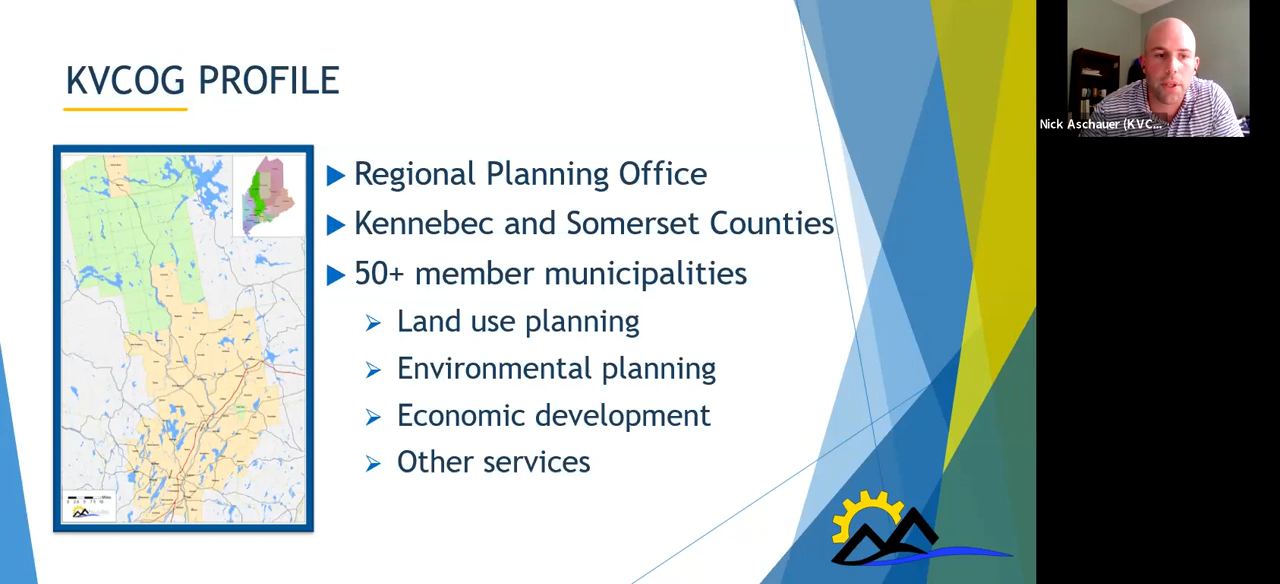 KVCOG PROFILE
Regional Planning Office
Kennebec and Somerset Counties
50+ member municipalities
Land use planning
Environmental planning
Economic development
Other services
Nick Aschauer (KVC...